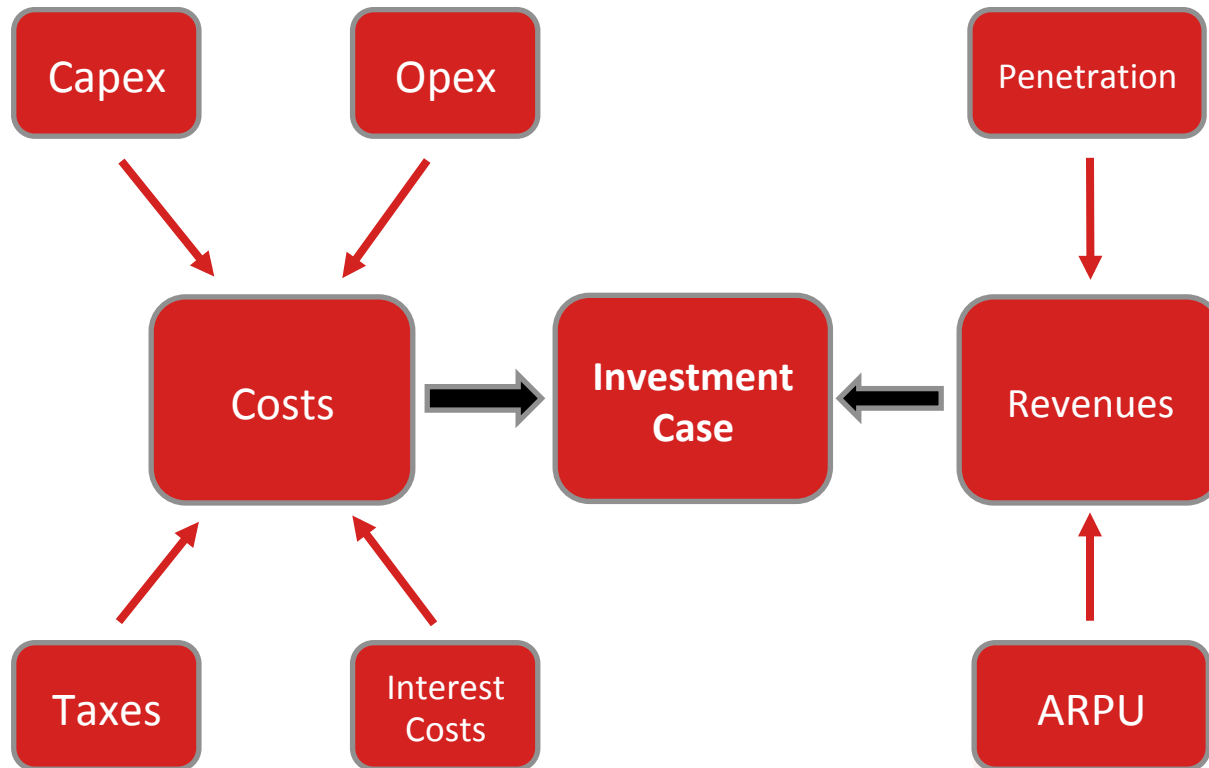 Capex
Opex
Penetration
Costs
Investment
Case
Revenues
Taxes
Interest
Costs
ARPU